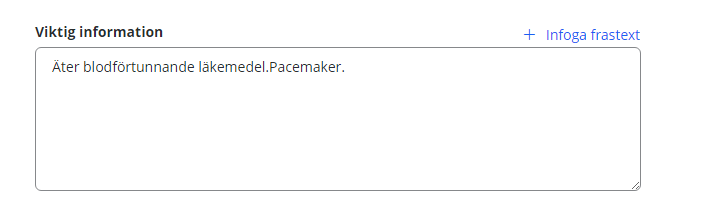 Viktig information
+ Infoga frastext
Äter blodförtunnande läkemedel.Pacemaker.